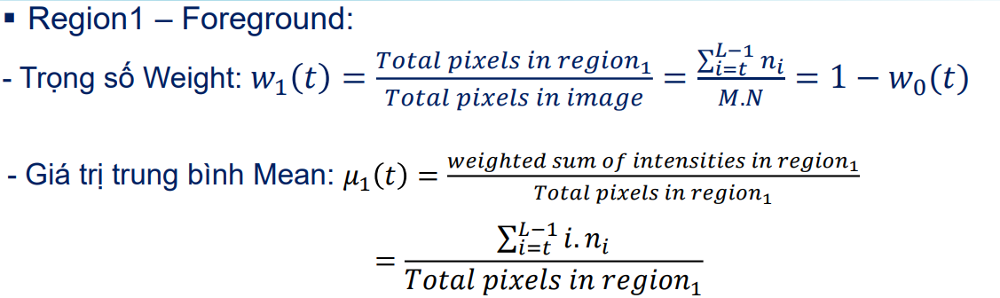 ▪ Region1 – Foreground:
- Trọng số Weight: $w_1(t) = \frac{Total\ pixels\ in\ region_1}{Total\ pixels\ in\ image} = \frac{\sum_{i=t}^{L-1} n_i}{M.N} = 1 - w_0(t)$
- Giá trị trung bình Mean: $\mu_1(t) = \frac{weighted\ sum\ of\ intensities\ in\ region_1}{Total\ pixels\ in\ region_1}$
$= \frac{\sum_{i=t}^{L-1} i.n_i}{Total\ pixels\ in\ region_1}$